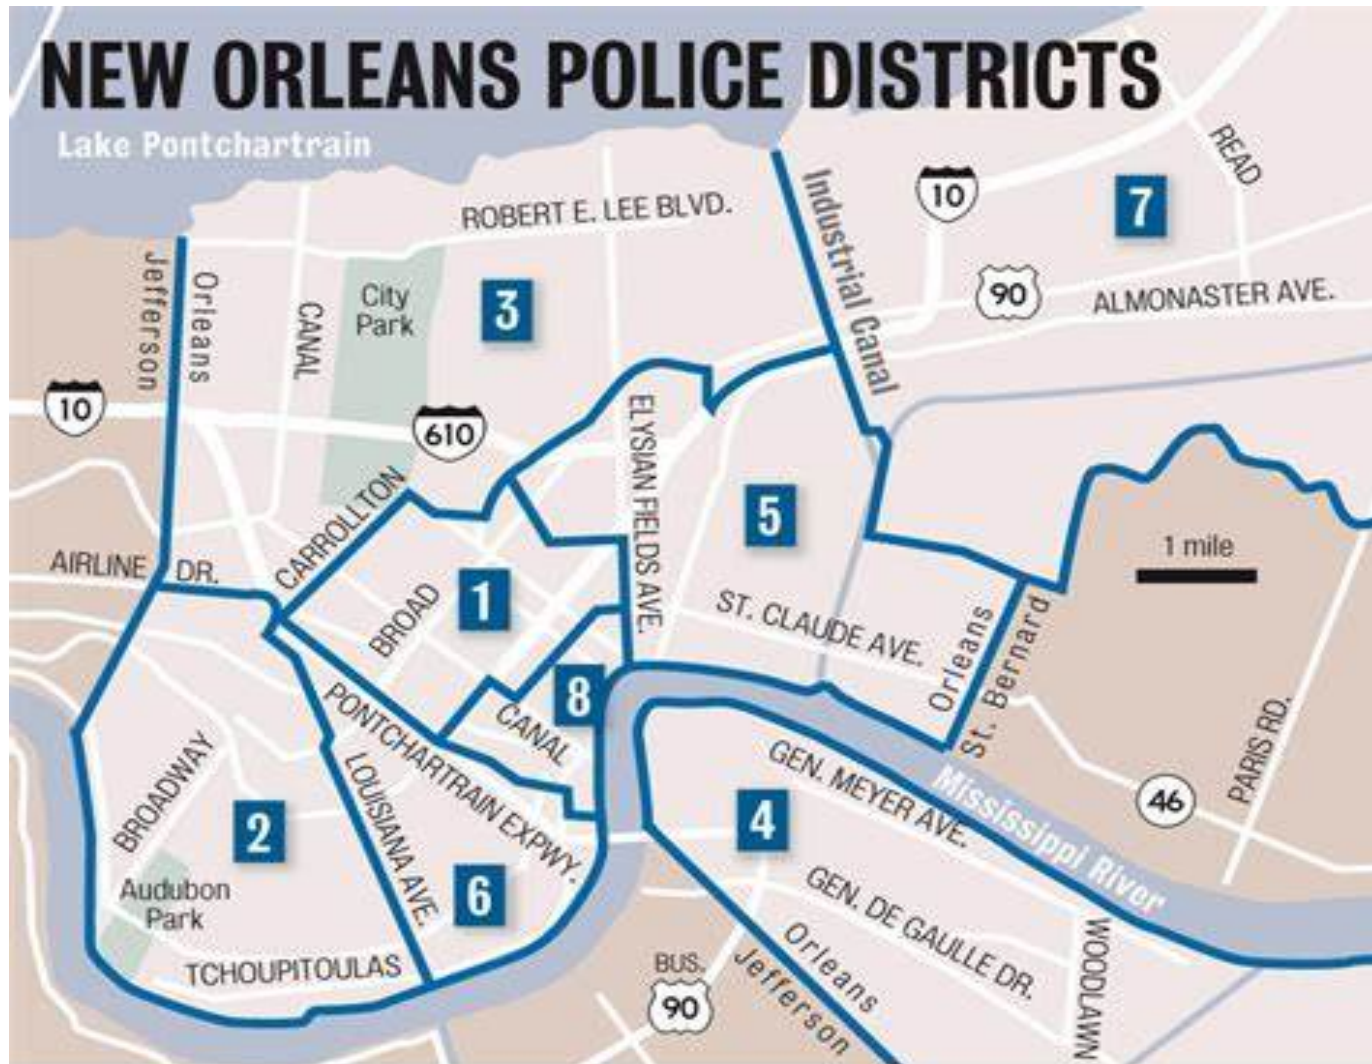 NEW ORLEANS POLICE DISTRICTS
Lake Pontchartrain
READ
ROBERT E. LEE BLVD.
Industrial Canal
10
7
Jefferson
Orleans
CANAL
City
Park
3
90
ALMONASTER AVE.
10
610
ELYSIAN FIELDS AVE.
CARROLLTON
5
1 mile
AIRLINE DR.
BROAD
1
ST. CLAUDE AVE.
Orleans
St. Bernard
8
CANAL
PONTCHARTRAIN EXPWY.
LOUISIANA AVE.
BROADWAY
2
GEN. MEYER AVE.
Mississippi River
PARIS RD.
46
4
6
Audubon
Park
GEN. DE GAULLE DR.
WOODLAWN
TCHOUPITOULAS
BUS.
90
Orleans
Jefferson